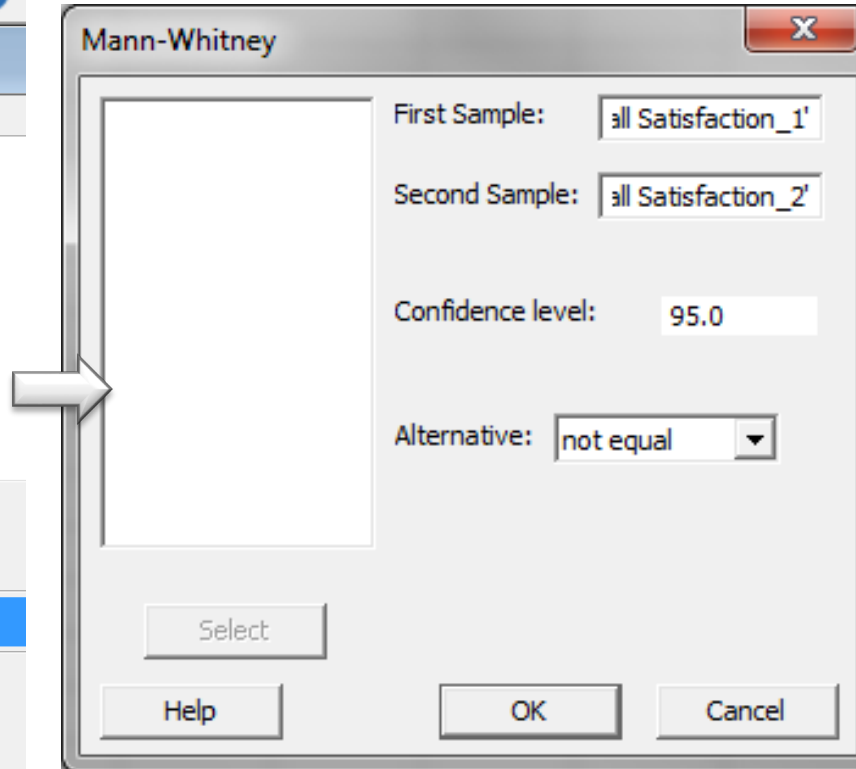 Mann-Whitney
First Sample: all Satisfaction_1'
Second Sample: all Satisfaction_2'
Confidence level: 95.0
Alternative: not equal
Select
Help OK Cancel